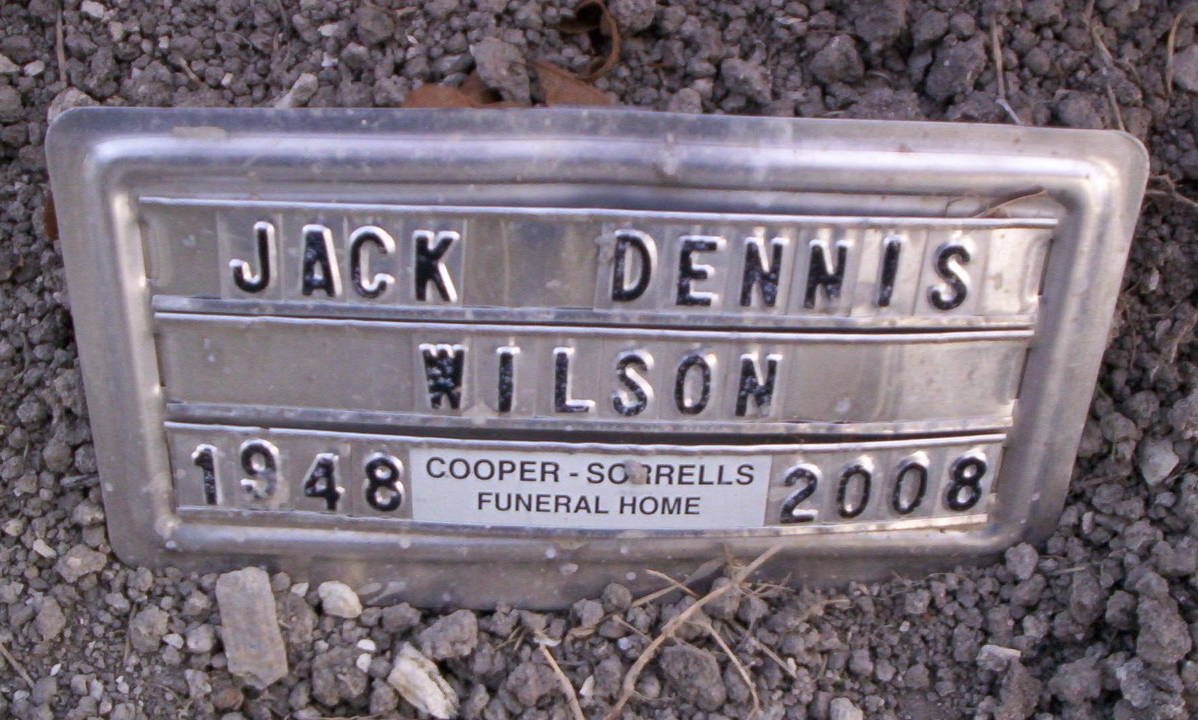 JACK DENNIS
WILSON
1948 COOPER - SORRELLS 2008
FUNERAL HOME